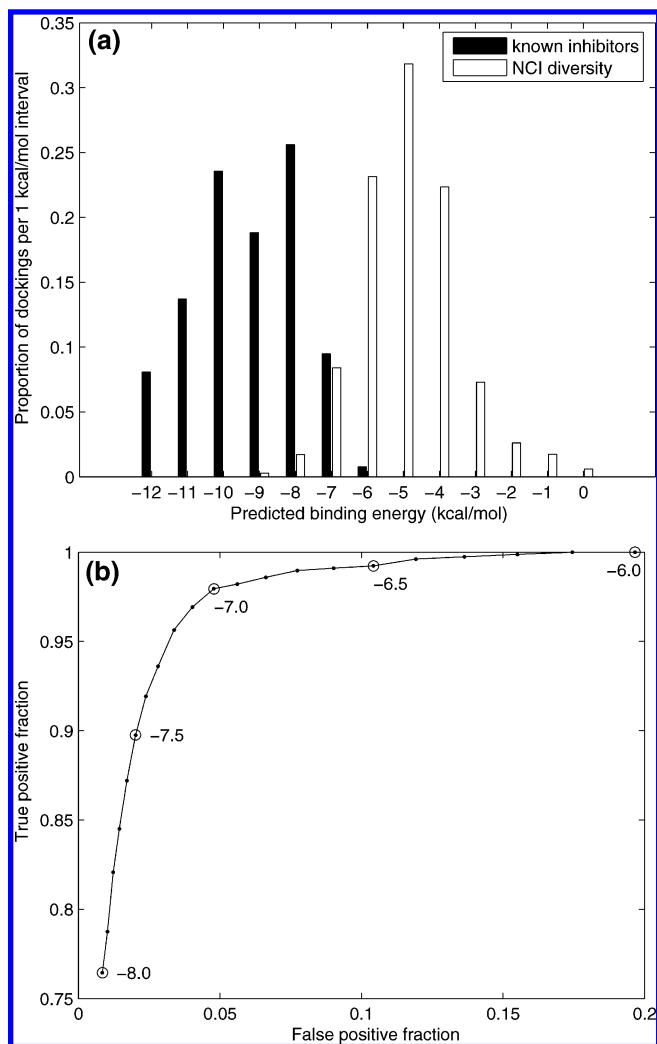 (a)
known inhibitors
NCI diversity
Proportion of dockings per 1 kcal/mol interval
0.35
0.3
0.25
0.2
0.15
0.1
0.05
0
−12 −11 −10 −9 −8 −7 −6 −5 −4 −3 −2 −1 0
Predicted binding energy (kcal/mol)
(b)
True positive fraction
1
0.95
0.9
0.85
0.8
0.75
−6.0
−6.5
−7.0
−7.5
−8.0
0 0.05 0.1 0.15 0.2
False positive fraction